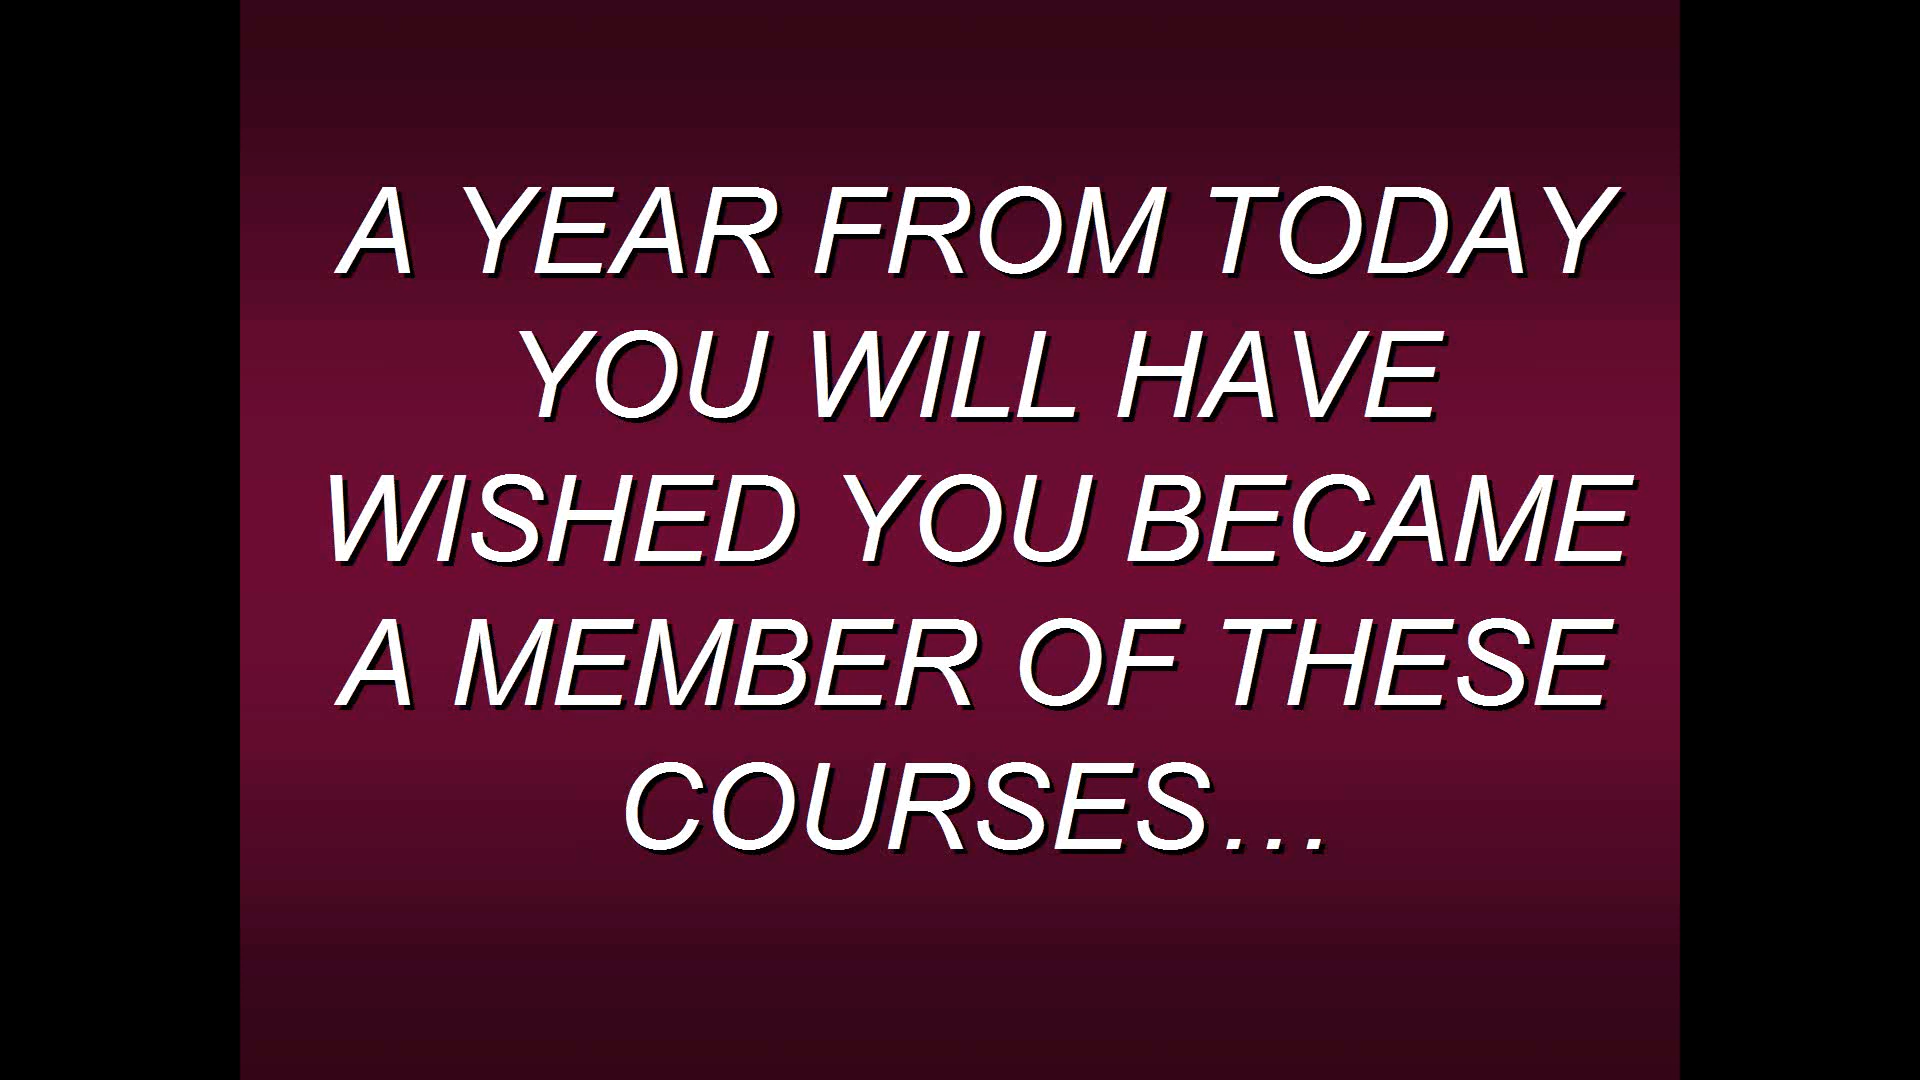 A YEAR FROM TODAY
YOU WILL HAVE
WISHED YOU BECAME
A MEMBER OF THESE
COURSES…